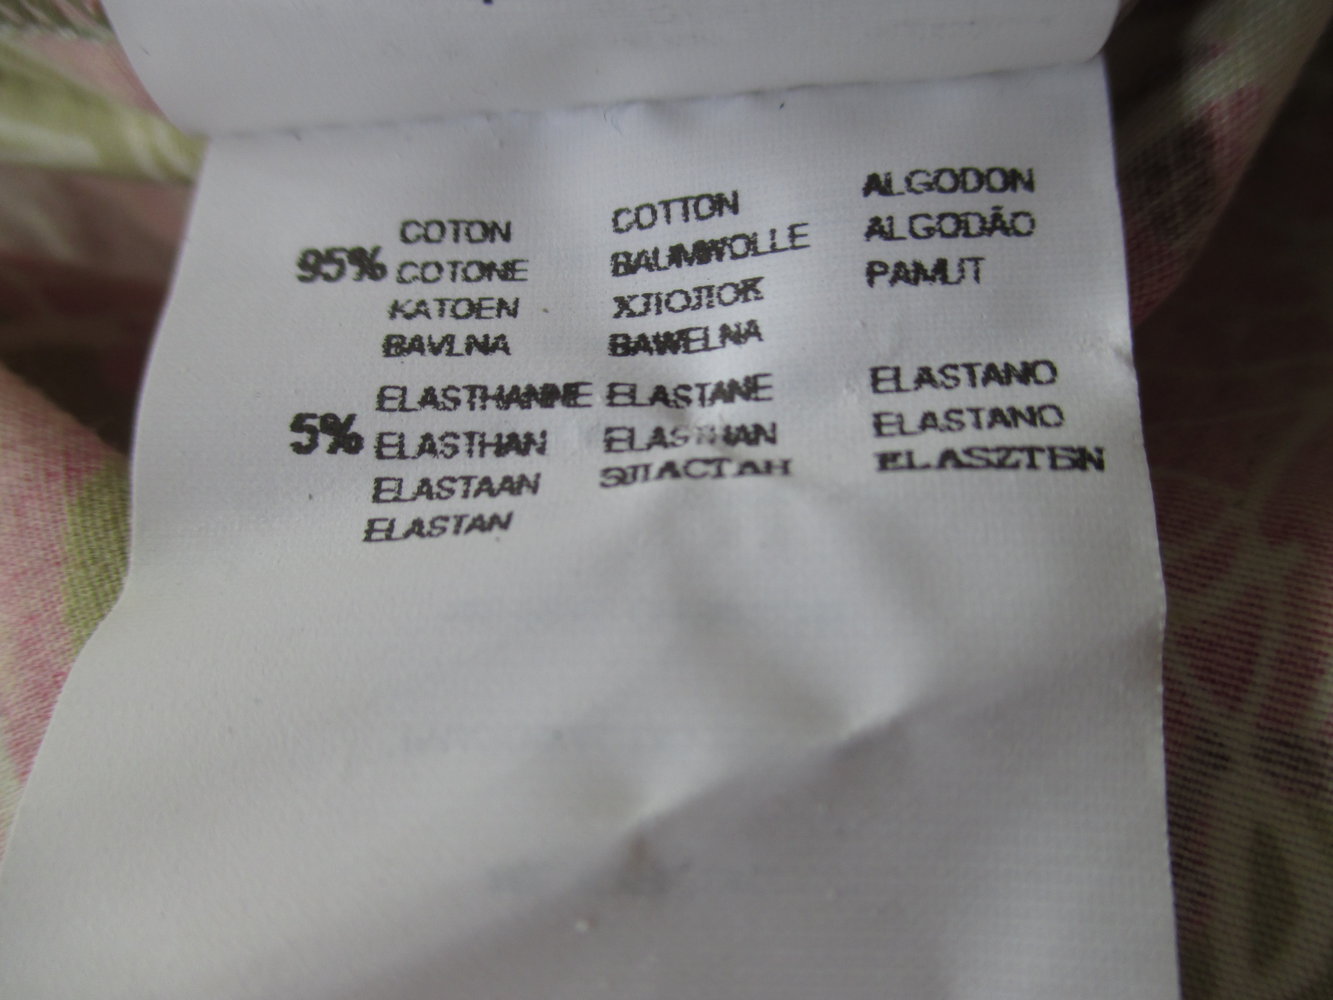 95% COTON COTTON ALGODON
COTONE BAUMWOLLE ALGODÃO
KATOEN ХЛОПОК PAMUT
BAVLNA BAWELNA
5% ELASTHANNE ELASTANE ELASTANO
ELASTHAN ELASTHAN ELASTANO
ELASTAAN ЭЛАСТАН ELASZTEN
ELASTAN